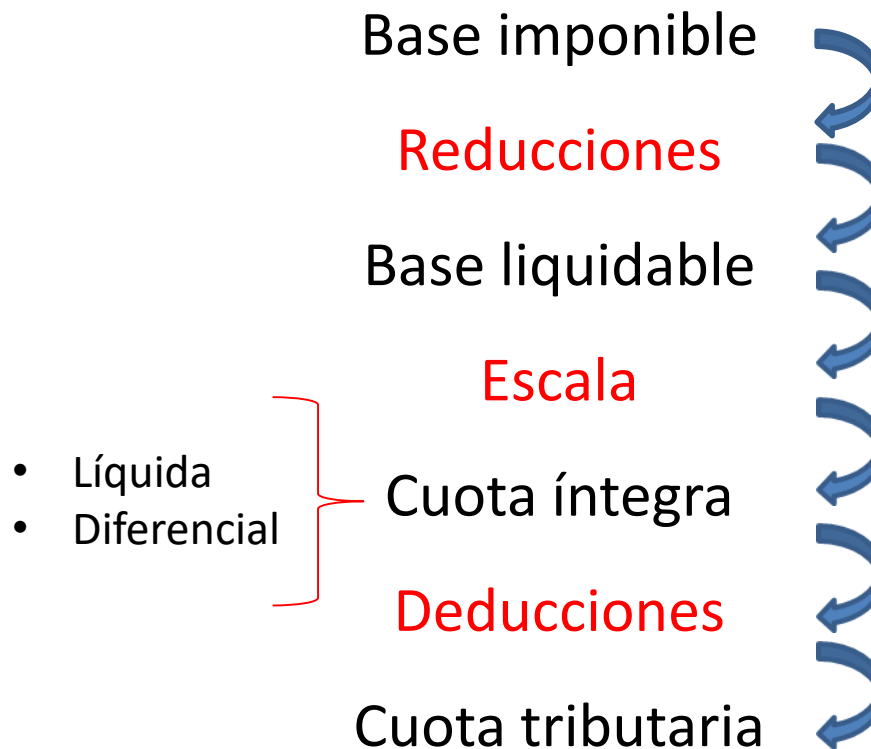 Base imponible
Reducciones
Base liquidable
Escala
• Líquida
• Diferencial
Cuota íntegra
Deducciones
Cuota tributaria